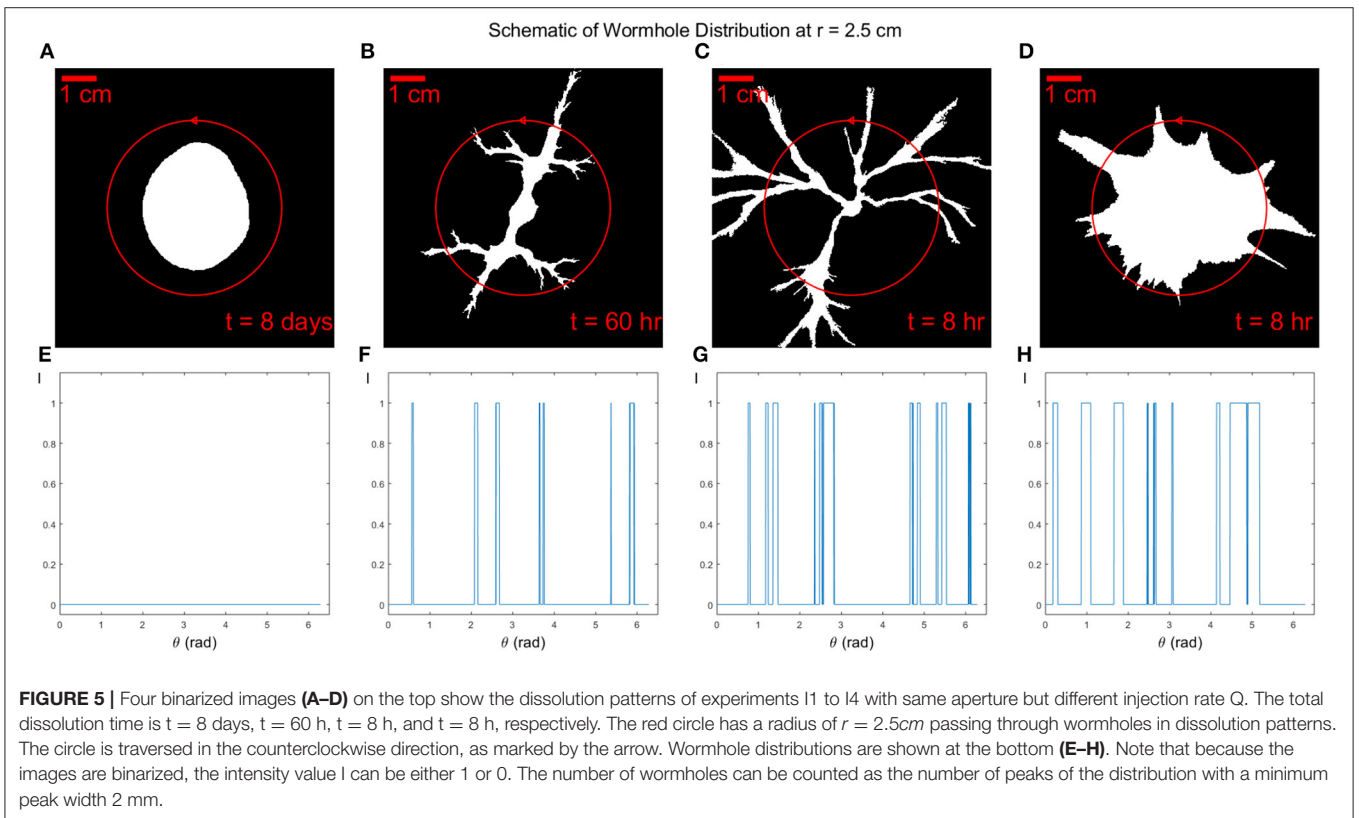 Schematic of Wormhole Distribution at r = 2.5 cm
A B C D
1 cm 1 cm 1 cm 1 cm
t = 8 days t = 60 hr t = 8 hr t = 8 hr
E F G H
I I I I
1 1 1 1
0.8 0.8 0.8 0.8
0.6 0.6 0.6 0.6
0.4 0.4 0.4 0.4
0.2 0.2 0.2 0.2
0 0 0 0
0 1 2 3 4 5 6 0 1 2 3 4 5 6 0 1 2 3 4 5 6 0 1 2 3 4 5 6
θ (rad) θ (rad) θ (rad) θ (rad)
FIGURE 5 | Four binarized images (A–D) on the top show the dissolution patterns of experiments I1 to I4 with same aperture but different injection rate Q. The total
dissolution time is t = 8 days, t = 60 h, t = 8 h, and t = 8 h, respectively. The red circle has a radius of r = 2.5cm passing through wormholes in dissolution patterns.
The circle is traversed in the counterclockwise direction, as marked by the arrow. Wormhole distributions are shown at the bottom (E–H). Note that because the
images are binarized, the intensity value I can be either 1 or 0. The number of wormholes can be counted as the number of peaks of the distribution with a minimum
peak width 2 mm.